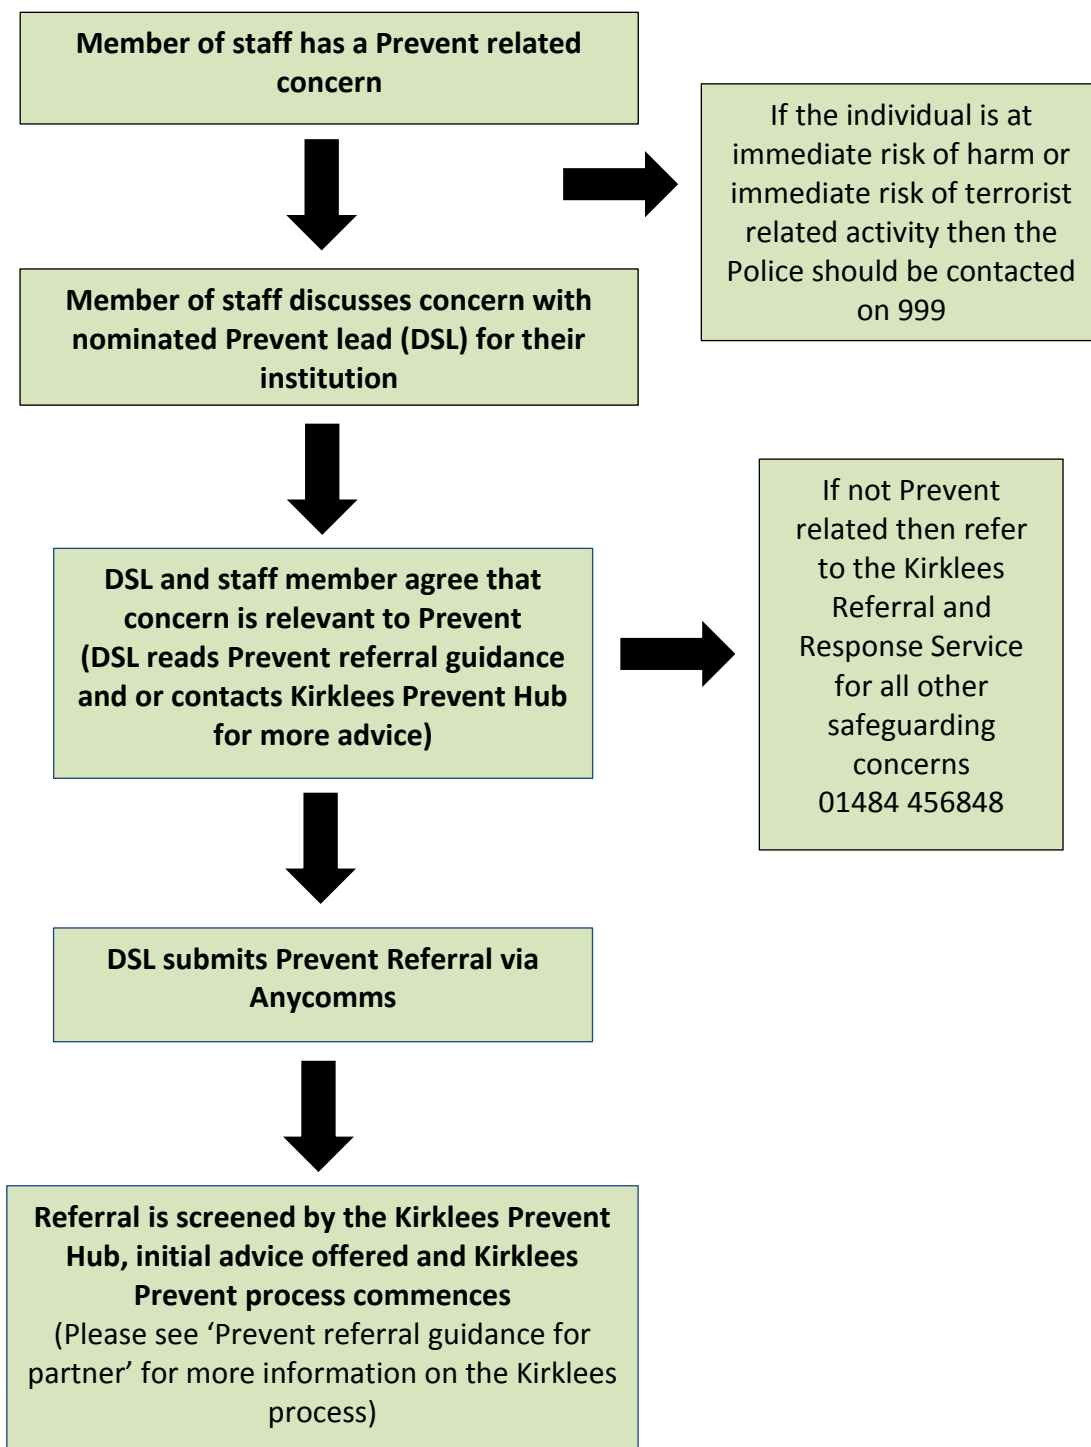 Member of staff has a Prevent related
concern
If the individual is at
immediate risk of harm or
immediate risk of terrorist
related activity then the
Police should be contacted
on 999
Member of staff discusses concern with
nominated Prevent lead (DSL) for their
institution
DSL and staff member agree that
concern is relevant to Prevent
(DSL reads Prevent referral guidance
and or contacts Kirklees Prevent Hub
for more advice)
If not Prevent
related then refer
to the Kirklees
Referral and
Response Service
for all other
safeguarding
concerns
01484 456848
DSL submits Prevent Referral via
Anycomms
Referral is screened by the Kirklees Prevent
Hub, initial advice offered and Kirklees
Prevent process commences
(Please see ‘Prevent referral guidance for
partner’ for more information on the Kirklees
process)